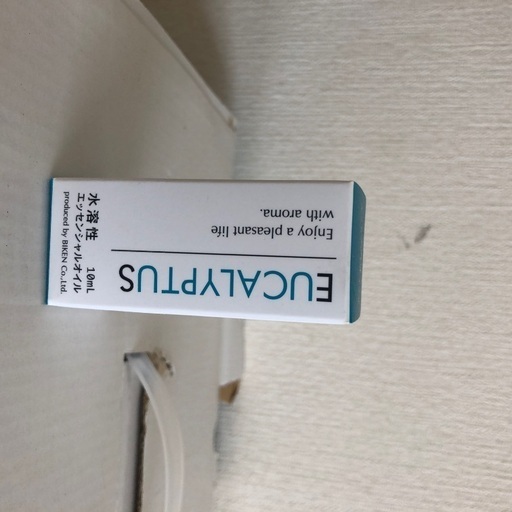 EUCALYPTUS
Enjoy a pleasant life
with aroma.
水溶性 10mL
エッセンシャルオイル
produced by BIKEN Co.,Ltd.